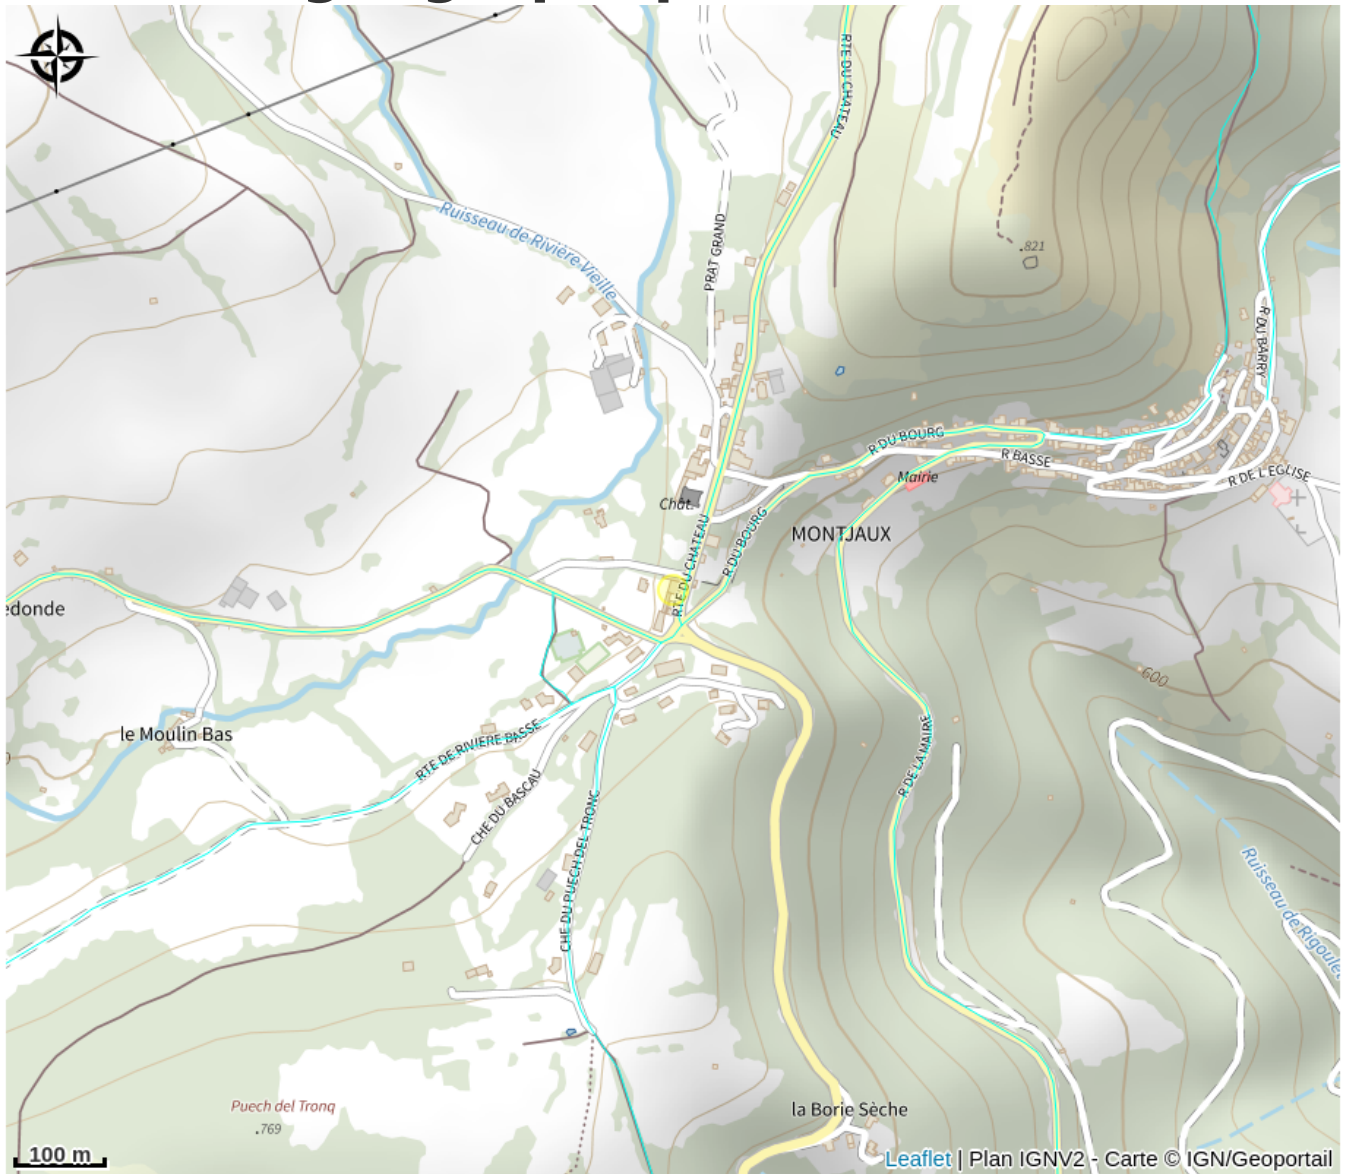 RTE DU CHATEAU
Ruisseau de Rivière Vieille
PRAT GRAND
.821
R DU BARRY
R DU BOURG
R BASSE
Mairie
R DE L'EGLISE
Chât.
MONTJAUX
RTE DU CHATEAU
R DU BOURG
edonde
600
le Moulin Bas
RTE DE RIVIERE BASSE
R DE LA MAIRIE
CHE DU BASCAU
CHE DU PUECH DEL TRONC
Ruisseau de Rigoulet
Puech del Tronq
.769
la Borie Sèche
100 m
Leaflet | Plan IGNV2 - Carte © IGN/Geoportail